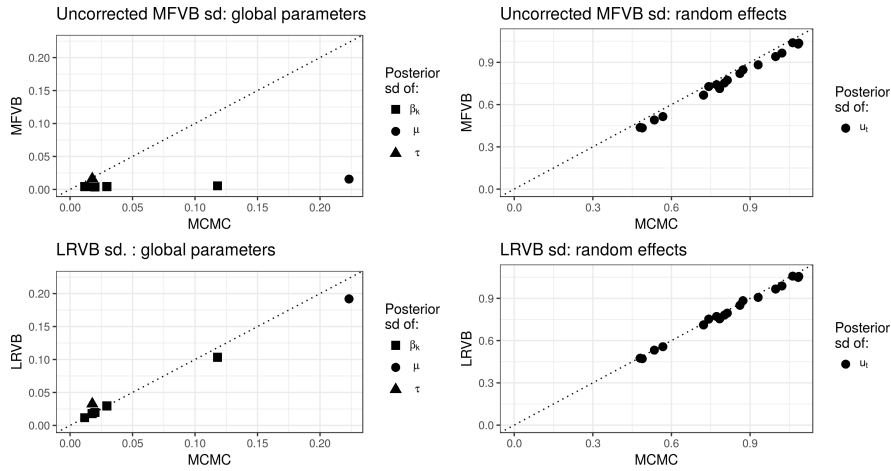 Uncorrected MFVB sd: global parameters
0.20
0.15
0.10
0.05
0.00
MFVB
0.00 0.05 0.10 0.15 0.20
MCMC
Posterior
sd of:
βk
μ
τ
Uncorrected MFVB sd: random effects
0.9
0.6
0.3
0.0
MFVB
0.0 0.3 0.6 0.9
MCMC
Posterior
sd of:
ut
LRVB sd. : global parameters
0.20
0.15
0.10
0.05
0.00
LRVB
0.00 0.05 0.10 0.15 0.20
MCMC
Posterior
sd of:
βk
μ
τ
LRVB sd: random effects
0.9
0.6
0.3
0.0
LRVB
0.0 0.3 0.6 0.9
MCMC
Posterior
sd of:
ut